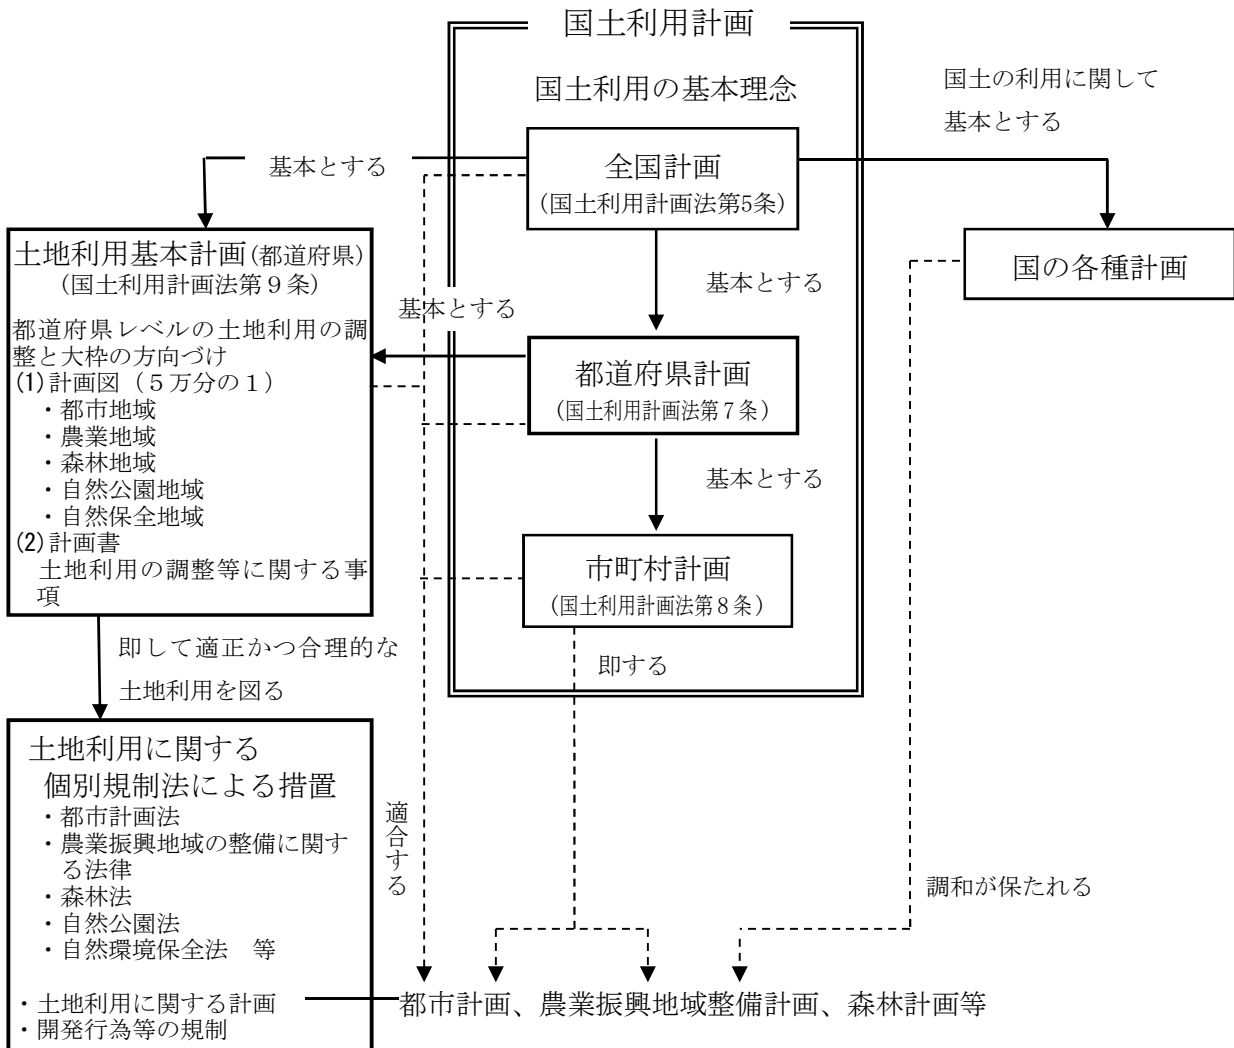 国土利用計画
国土利用の基本理念
国土の利用に関して
基本とする
基本とする
全国計画
(国土利用計画法第5条)
土地利用基本計画(都道府県)
(国土利用計画法第９条)
都道府県レベルの土地利用の調
整と大枠の方向づけ
(1)計画図（５万分の１）
・都市地域
・農業地域
・森林地域
・自然公園地域
・自然保全地域
(2)計画書
土地利用の調整等に関する事
項
国の各種計画
基本とする
基本とする
都道府県計画
(国土利用計画法第７条)
基本とする
市町村計画
(国土利用計画法第８条)
即する
即して適正かつ合理的な
土地利用を図る
土地利用に関する
個別規制法による措置
・都市計画法
・農業振興地域の整備に関す
る法律
・森林法
・自然公園法
・自然環境保全法　等
・土地利用に関する計画
・開発行為等の規制
適合する
調和が保たれる
都市計画、農業振興地域整備計画、森林計画等